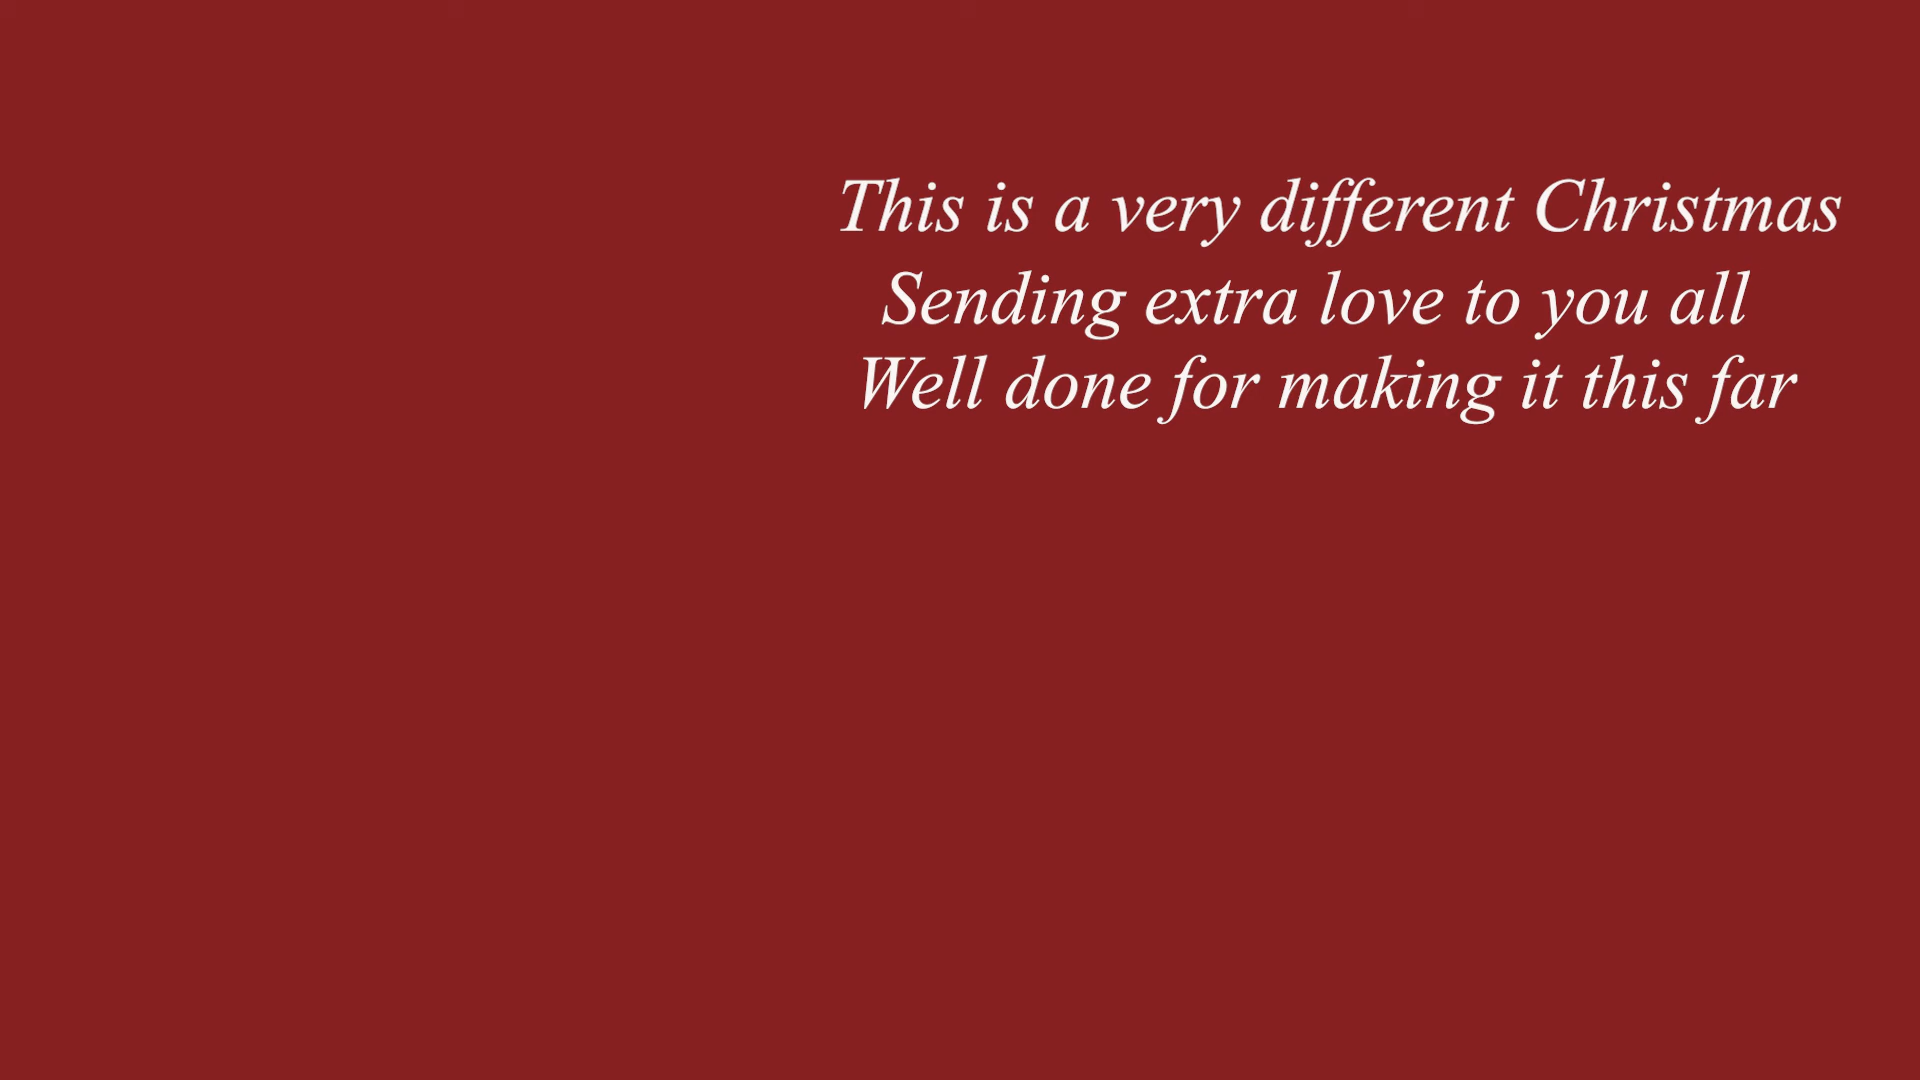 This is a very different Christmas
Sending extra love to you all
Well done for making it this far